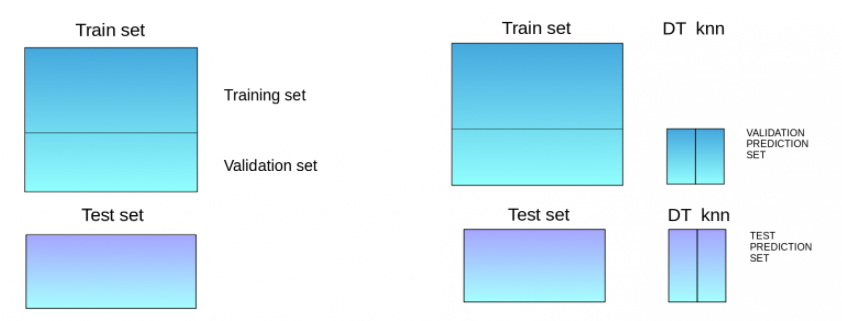 Train set
Training set
Validation set
Test set
Train set
DT knn
VALIDATION
PREDICTION
SET
Test set
DT knn
TEST
PREDICTION
SET